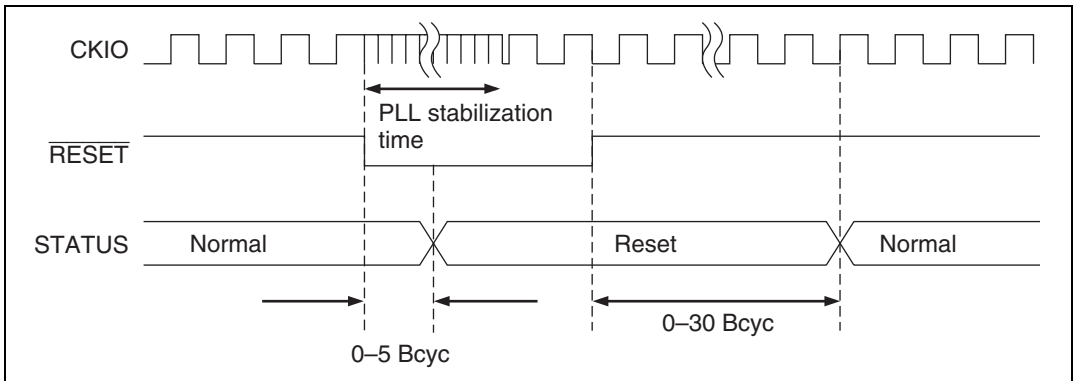 CKIO
PLL stabilization
time
RESET
STATUS
Normal
Reset
Normal
0–5 Bcyc
0–30 Bcyc